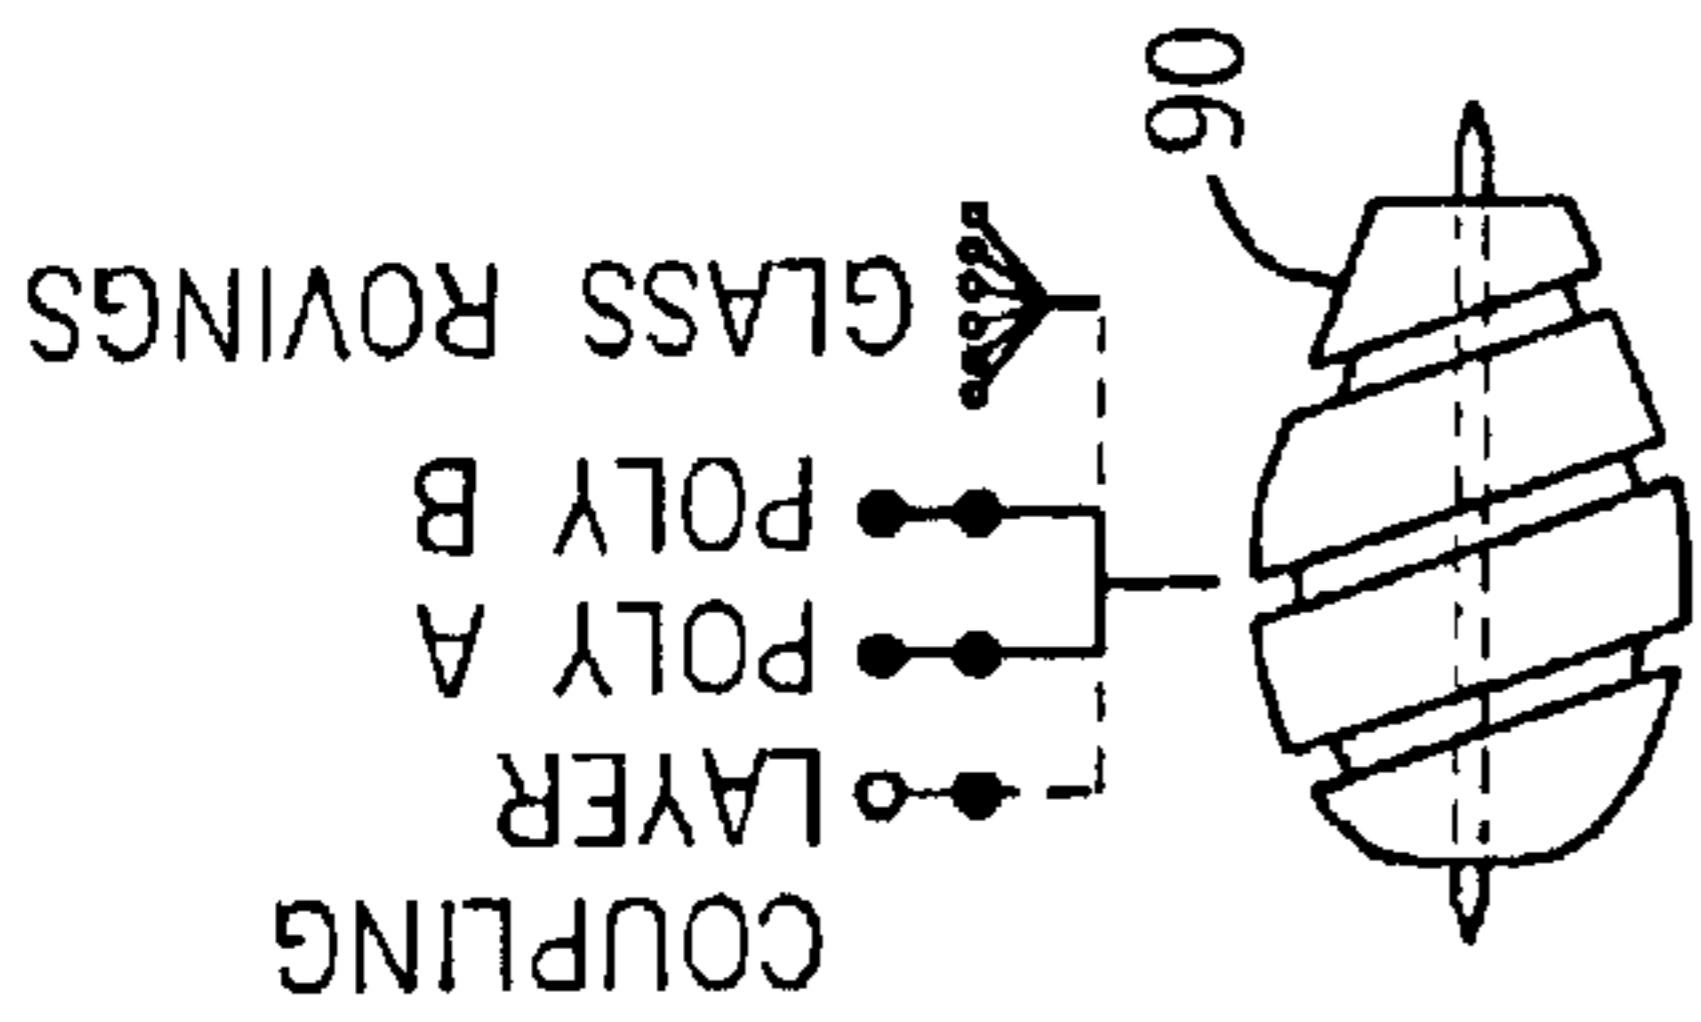 COUPLING
LAYER
POLY A
POLY B
GLASS ROVINGS
90